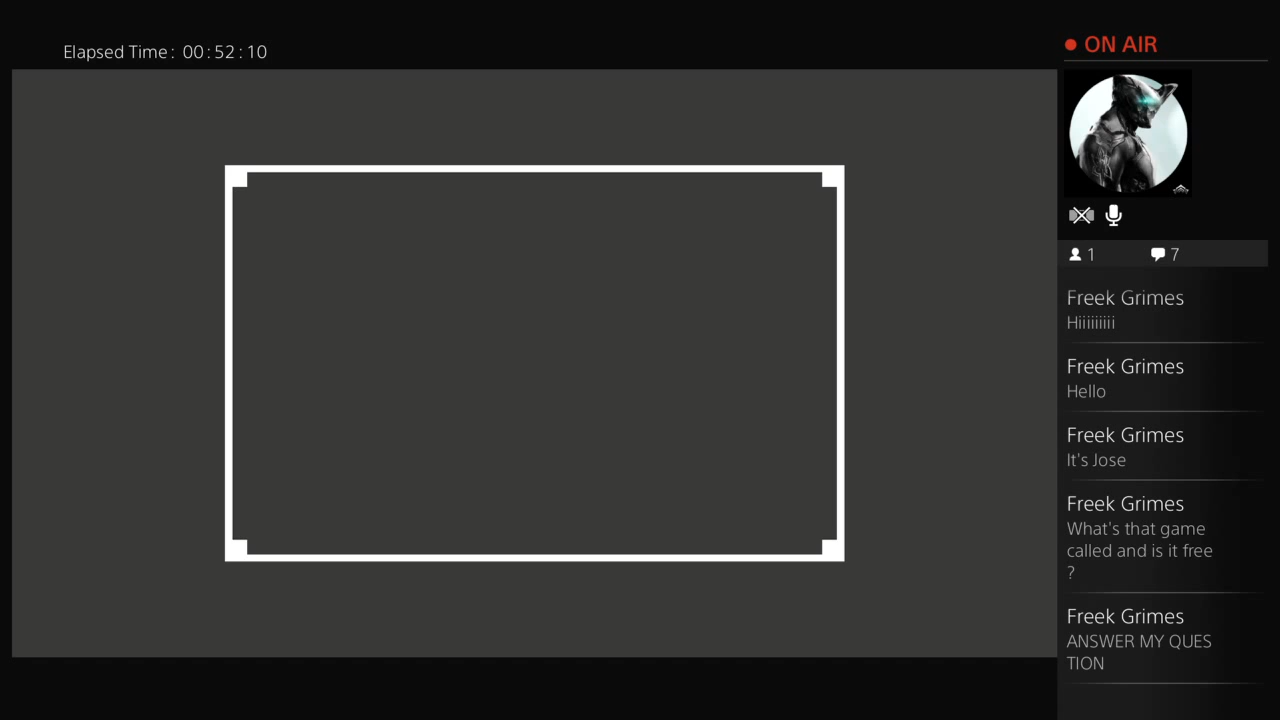 Elapsed Time: 00:52:10
ON AIR
1 7
Freek Grimes
Hiiiiiiiii
Freek Grimes
Hello
Freek Grimes
It's Jose
Freek Grimes
What's that game
called and is it free
?
Freek Grimes
ANSWER MY QUES
TION